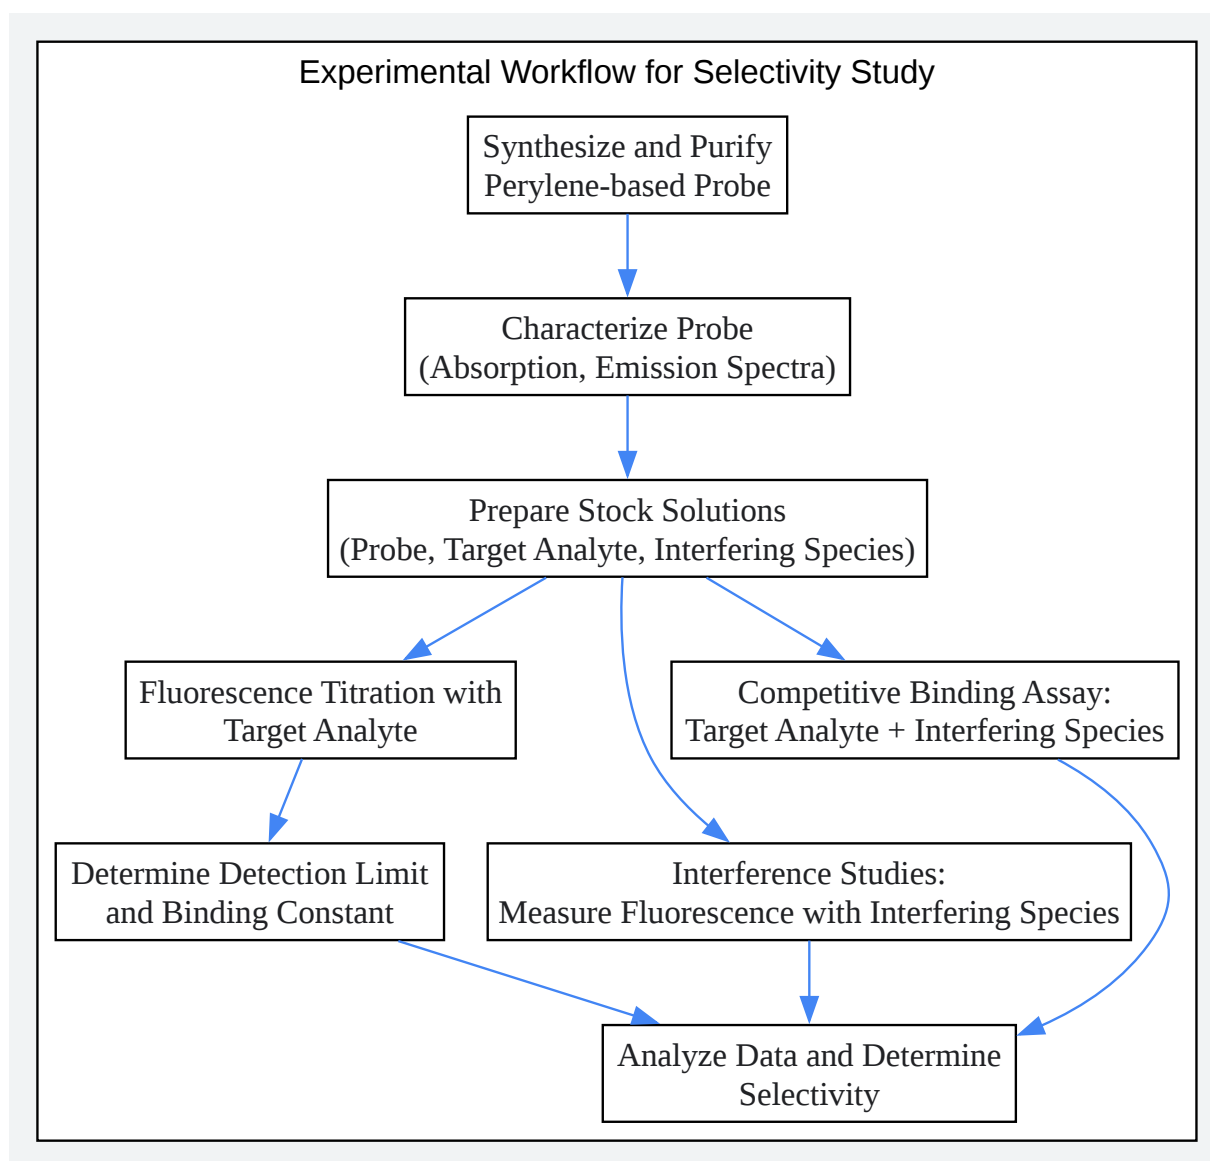 Experimental Workflow for Selectivity Study
Synthesize and Purify
Perylene-based Probe
Characterize Probe
(Absorption, Emission Spectra)
Prepare Stock Solutions
(Probe, Target Analyte, Interfering Species)
Fluorescence Titration with
Target Analyte
Competitive Binding Assay:
Target Analyte + Interfering Species
Determine Detection Limit
and Binding Constant
Interference Studies:
Measure Fluorescence with Interfering Species
Analyze Data and Determine
Selectivity